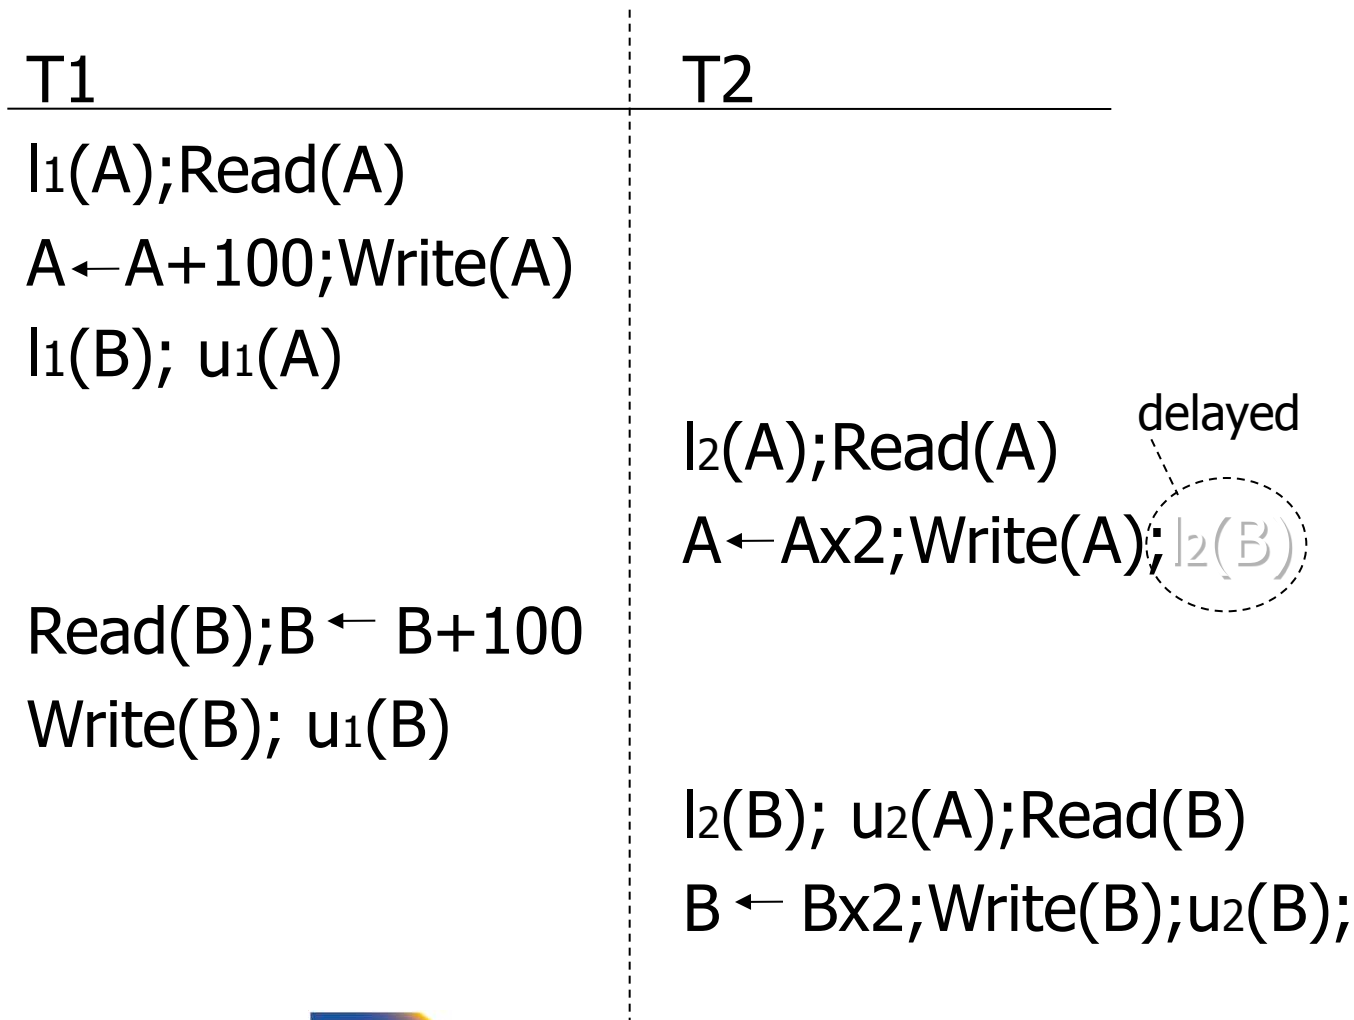 T1 T2
l1(A);Read(A)
A←A+100;Write(A)
l1(B); u1(A)
delayed
l2(A);Read(A)
A←Ax2;Write(A);l2(B)
Read(B);B ← B+100
Write(B); u1(B)
l2(B); u2(A);Read(B)
B ← Bx2;Write(B);u2(B);